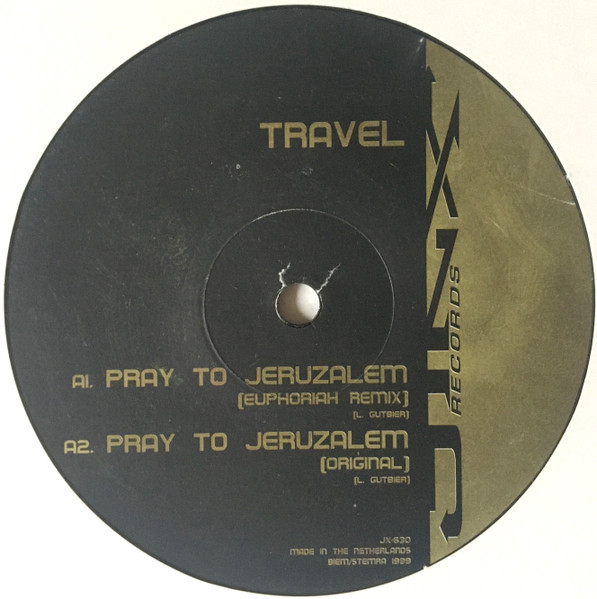 TRAVEL
JINX
RECORDS
A1. PRAY TO JERUZALEM
(EUPHORIAH REMIX)
(L. GUTBIER)
A2. PRAY TO JERUZALEM
(ORIGINAL)
(L. GUTBIER)
JX-630
MADE IN THE NETHERLANDS
BIEM/STEMRA 1999